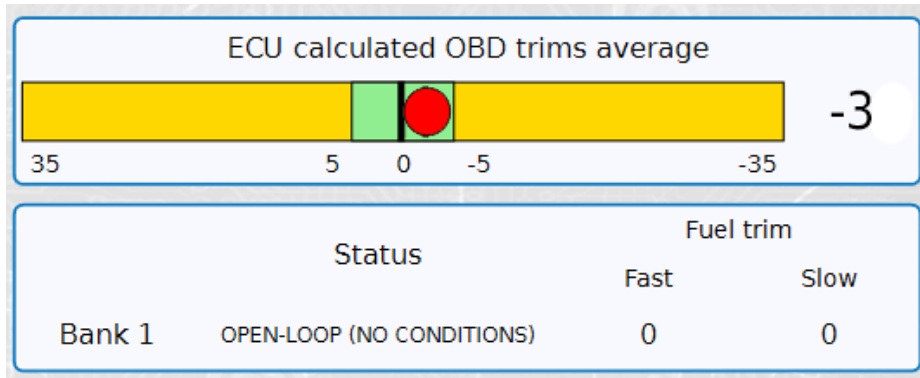 ECU calculated OBD trims average
-3
35 5 0 -5 -35
Status
Fuel trim
Fast Slow
Bank 1 OPEN-LOOP (NO CONDITIONS) 0 0